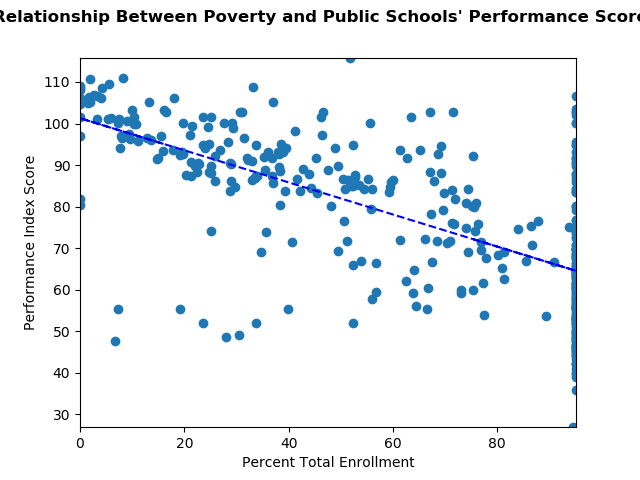 Relationship Between Poverty and Public Schools' Performance Score
110
100
90
80
70
60
50
40
30
Performance Index Score
0 20 40 60 80
Percent Total Enrollment